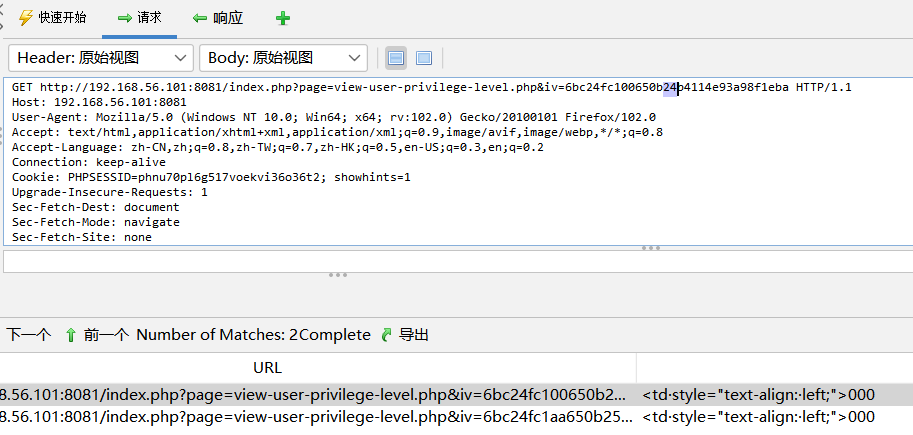 快速开始 请求 响应
Header: 原始视图 Body: 原始视图
GET http://192.168.56.101:8081/index.php?page=view-user-privilege-level.php&iv=6bc24fc100650b24b4114e93a98f1eba HTTP/1.1
Host: 192.168.56.101:8081
User-Agent: Mozilla/5.0 (Windows NT 10.0; Win64; x64; rv:102.0) Gecko/20100101 Firefox/102.0
Accept: text/html,application/xhtml+xml,application/xml;q=0.9,image/avif,image/webp,*/*;q=0.8
Accept-Language: zh-CN,zh;q=0.8,zh-TW;q=0.7,zh-HK;q=0.5,en-US;q=0.3,en;q=0.2
Connection: keep-alive
Cookie: PHPSESSID=phnu70pl6g517voekvi36o36t2; showhints=1
Upgrade-Insecure-Requests: 1
Sec-Fetch-Dest: document
Sec-Fetch-Mode: navigate
Sec-Fetch-Site: none
下一个 前一个 Number of Matches: 2Complete 导出
URL
8.56.101:8081/index.php?page=view-user-privilege-level.php&iv=6bc24fc100650b2... <td·style="text-align:·left;">000
8.56.101:8081/index.php?page=view-user-privilege-level.php&iv=6bc24fc1aa650b25... <td·style="text-align:·left;">000